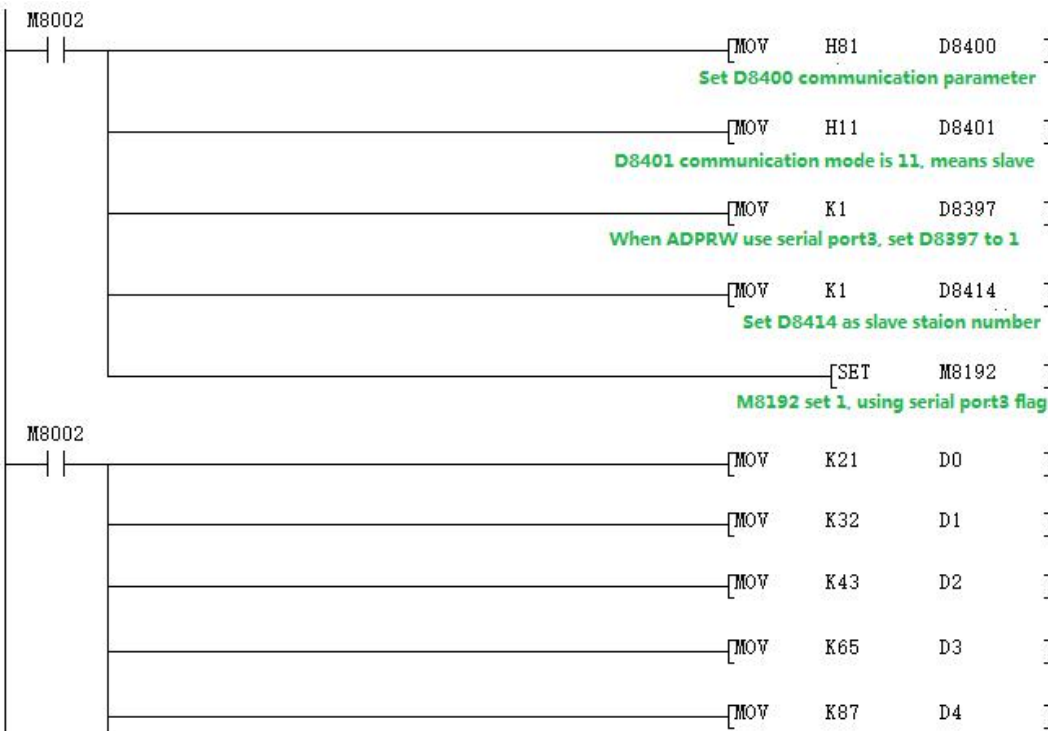 M8002
MOV H81 D8400
Set D8400 communication parameter
MOV H11 D8401
D8401 communication mode is 11, means slave
MOV K1 D8397
When ADPRW use serial port3, set D8397 to 1
MOV K1 D8414
Set D8414 as slave staion number
SET M8192
M8192 set 1, using serial port3 flag
M8002
MOV K21 D0
MOV K32 D1
MOV K43 D2
MOV K65 D3
MOV K87 D4